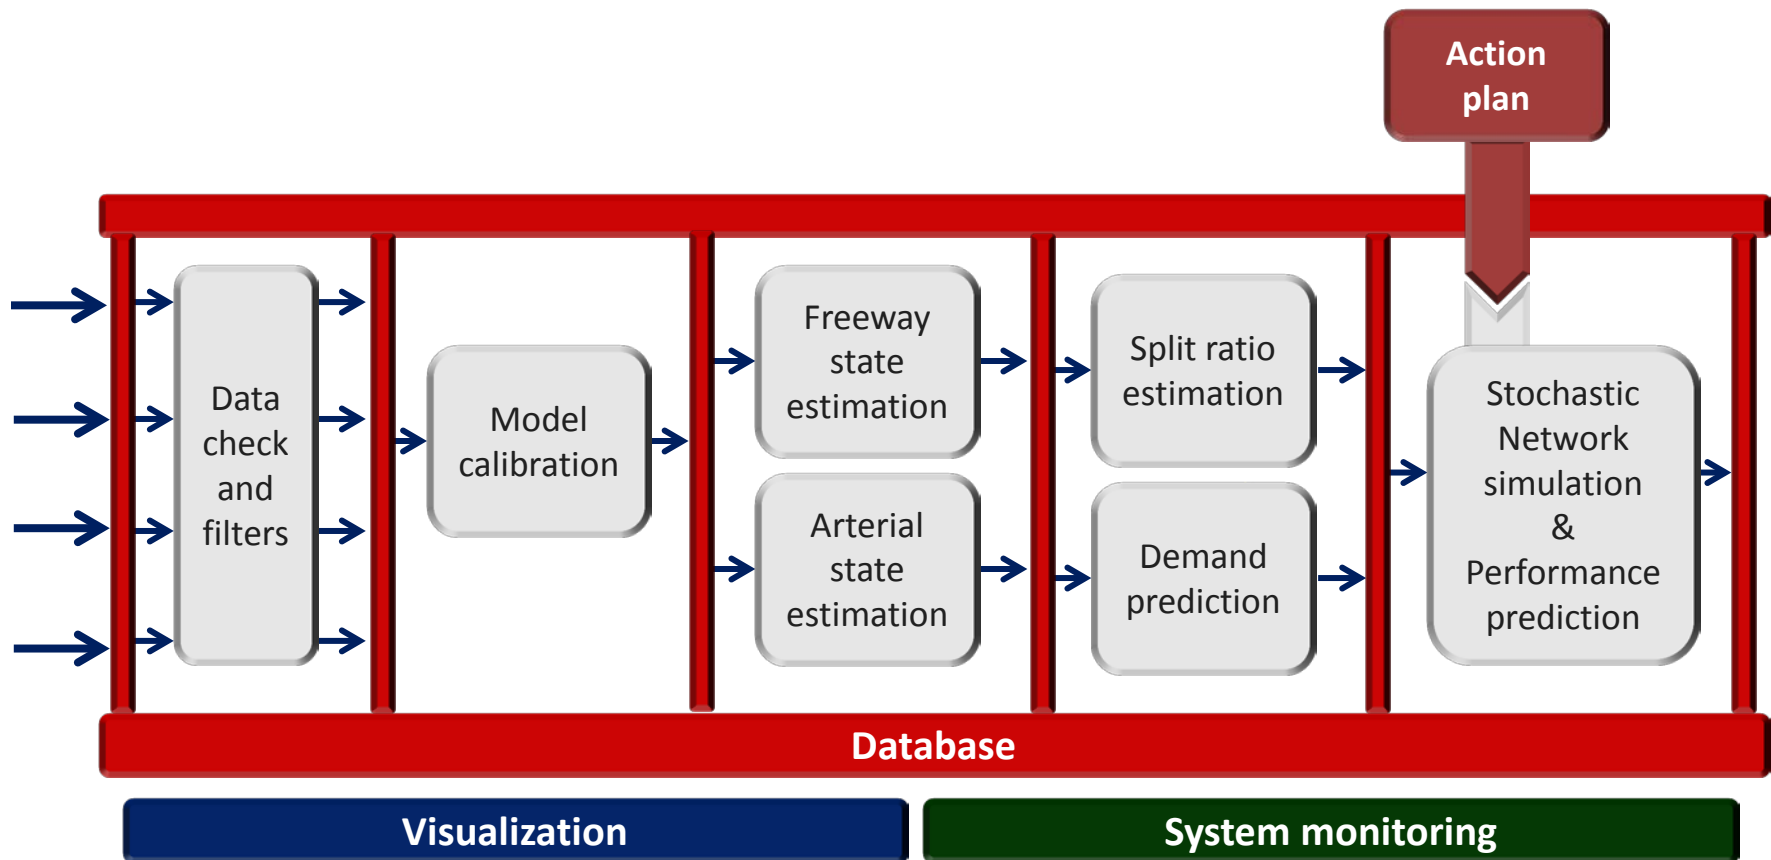 Action
plan
Data
check
and
filters
Model
calibration
Freeway
state
estimation
Arterial
state
estimation
Split ratio
estimation
Demand
prediction
Stochastic
Network
simulation
&
Performance
prediction
Database
Visualization
System monitoring